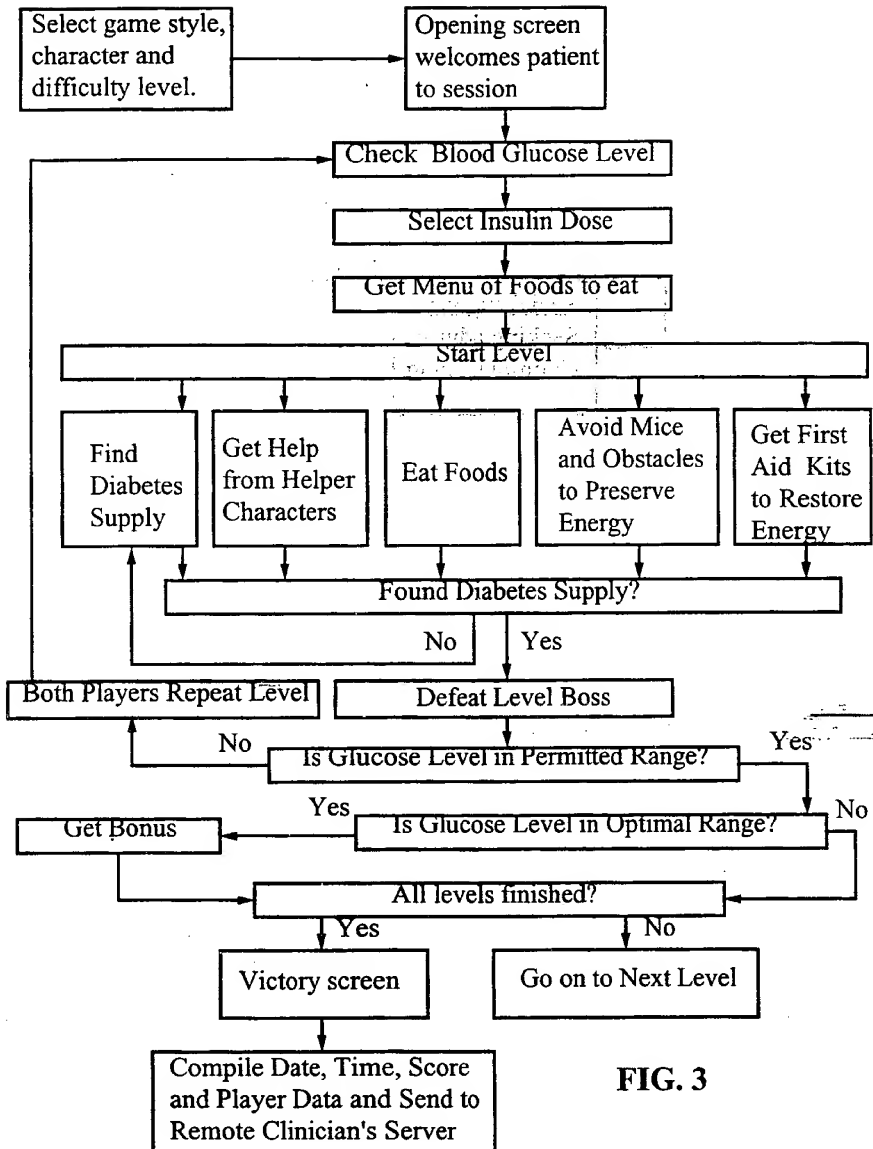 Select game style,
character and
difficulty level.
Opening screen
welcomes patient
to session
Check Blood Glucose Level
Select Insulin Dose
Get Menu of Foods to eat
Start Level
Find
Diabetes
Supply
Get Help
from Helper
Characters
Eat Foods
Avoid Mice
and Obstacles
to Preserve
Energy
Get First
Aid Kits
to Restore
Energy
Found Diabetes Supply?
No
Yes
Both Players Repeat Level
Defeat Level Boss
No
Is Glucose Level in Permitted Range?
Yes
Get Bonus
Yes
Is Glucose Level in Optimal Range?
No
All levels finished?
Yes
No
Victory screen
Go on to Next Level
Compile Date, Time, Score
and Player Data and Send to
Remote Clinician's Server
FIG. 3